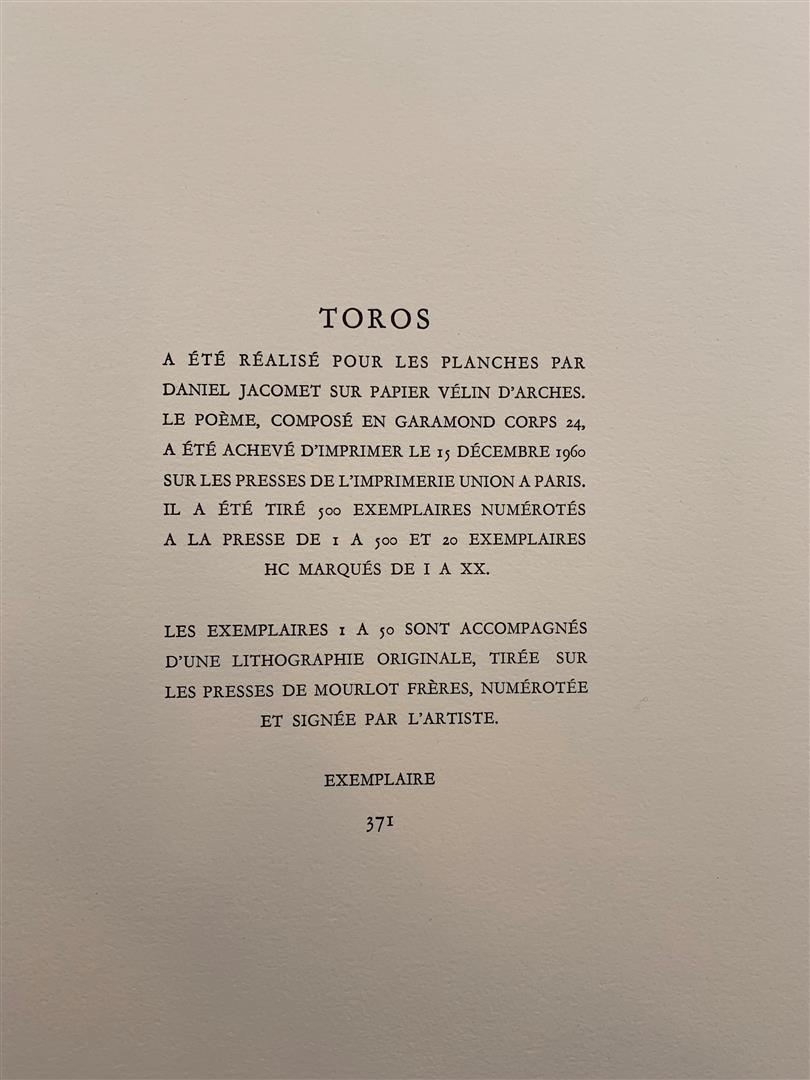 TOROS
A ÉTÉ RÉALISÉ POUR LES PLANCHES PAR
DANIEL JACOMET SUR PAPIER VÉLIN D'ARCHES.
LE POÈME, COMPOSÉ EN GARAMOND CORPS 24,
A ÉTÉ ACHEVÉ D'IMPRIMER LE 15 DÉCEMBRE 1960
SUR LES PRESSES DE L'IMPRIMERIE UNION A PARIS.
IL A ÉTÉ TIRÉ 500 EXEMPLAIRES NUMÉROTÉS
A LA PRESSE DE 1 A 500 ET 20 EXEMPLAIRES
HC MARQUÉS DE I A XX.
LES EXEMPLAIRES 1 A 50 SONT ACCOMPAGNÉS
D'UNE LITHOGRAPHIE ORIGINALE, TIRÉE SUR
LES PRESSES DE MOURLOT FRÈRES, NUMÉROTÉE
ET SIGNÉE PAR L'ARTISTE.
EXEMPLAIRE
371